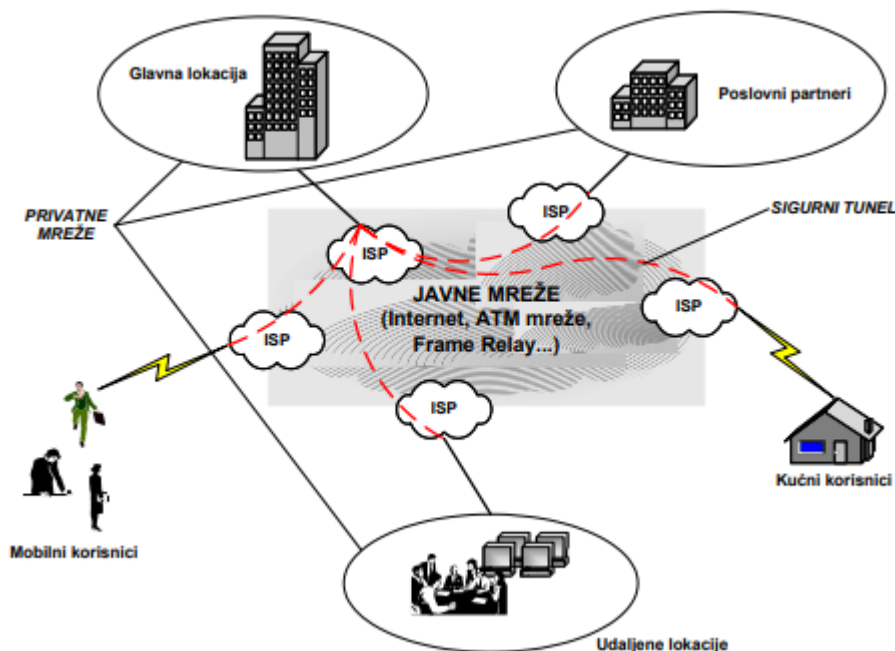 Glavna lokacija
Poslovni partneri
PRIVATNE
MREŽE
ISP
SIGURNI TUNEL
ISP
JAVNE MREŽE
(Internet, ATM mreže,
Frame Relay...)
ISP
ISP
ISP
Kućni korisnici
Mobilni korisnici
Udaljene lokacije